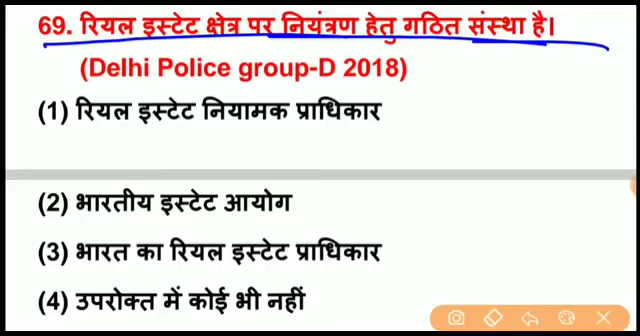 69. रियल इस्टेट क्षेत्र पर नियंत्रण हेतु गठित संस्था है।
(Delhi Police group-D 2018)
(1) रियल इस्टेट नियामक प्राधिकार
(2) भारतीय इस्टेट आयोग
(3) भारत का रियल इस्टेट प्राधिकार
(4) उपरोक्त में कोई भी नहीं